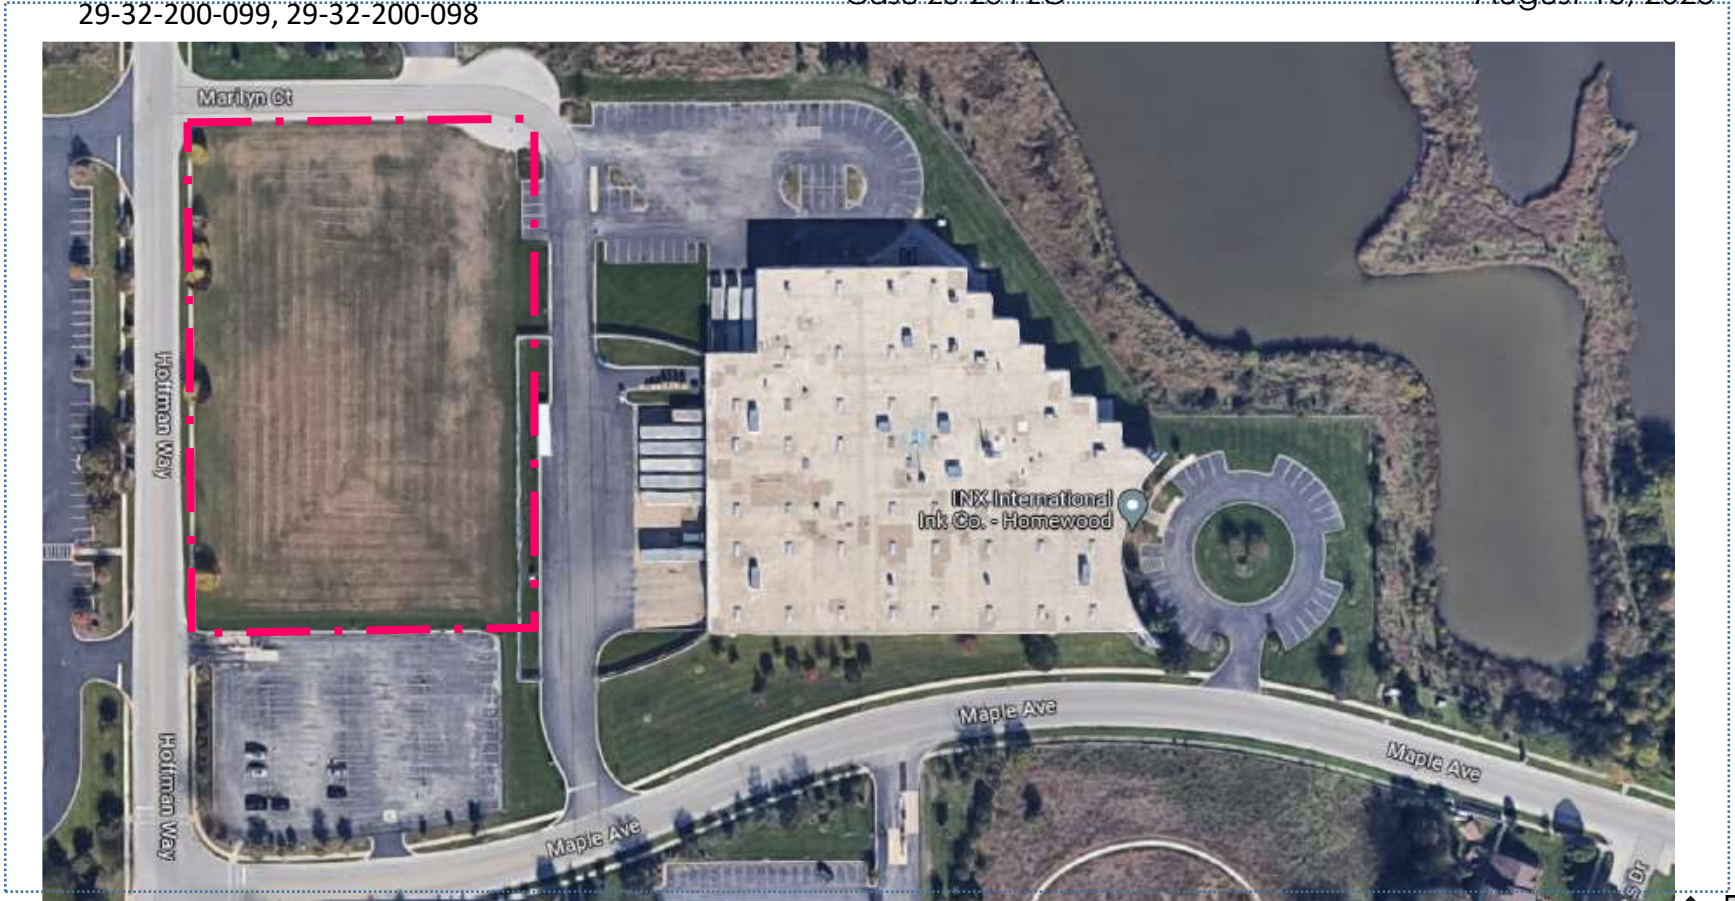 29-32-200-099, 29-32-200-098
Marilyn Ct
Hoffman Way
INX International
Ink Co. - Homewood
Maple Ave
Maple Ave
Hoffman Way
Maple Ave